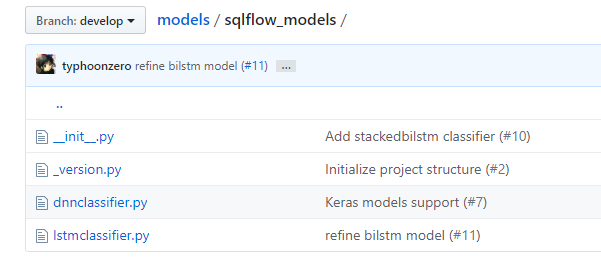 Branch: develop models / sqlflow_models /
typhoonzero refine bilstm model (#11) ...
..
__init__.py Add stackedbilstm classifier (#10)
_version.py Initialize project structure (#2)
dnnclassifier.py Keras models support (#7)
lstmclassifier.py refine bilstm model (#11)